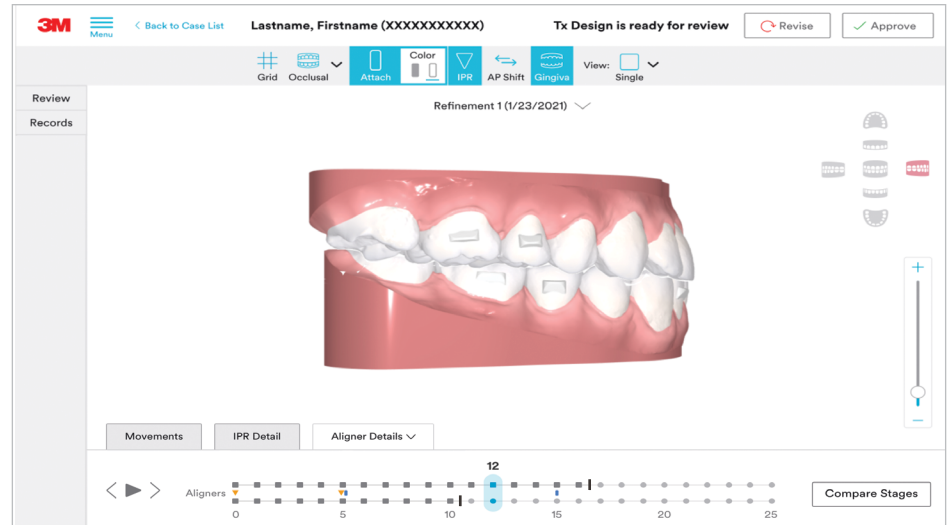 3M
Menu
< Back to Case List
Lastname, Firstname (XXXXXXXXXXX)
Tx Design is ready for review
Revise
Approve
Grid
Occlusal
Attach
Color
IPR
AP Shift
Gingiva
View:
Single
Review
Records
Refinement 1 (1/23/2021)
+
−
Movements
IPR Detail
Aligner Details
12
Aligners
0 5 10 15 20 25
Compare Stages